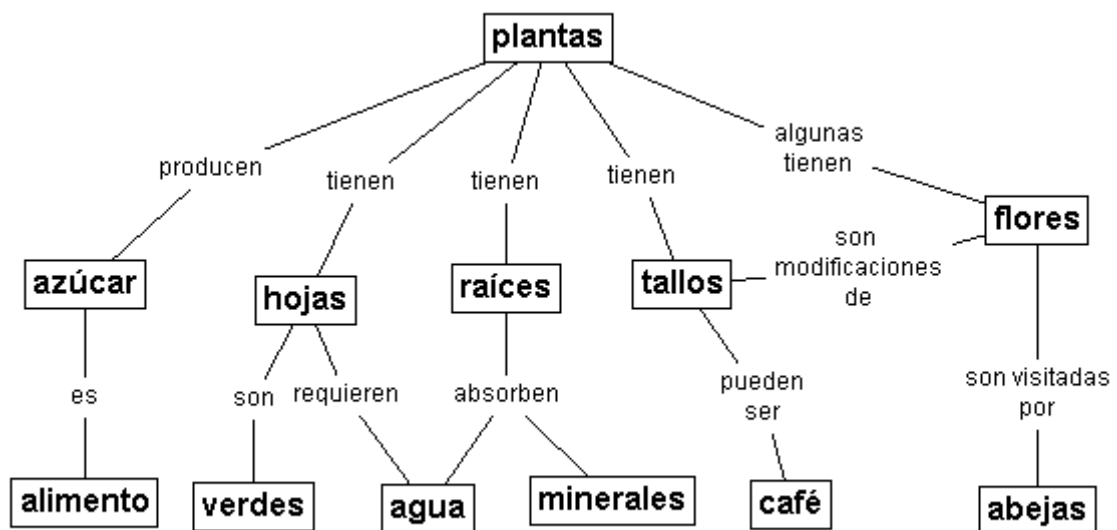 plantas
producen
tienen
tienen
tienen
algunas
tienen
azúcar
hojas
raíces
tallos
son
modificaciones
de
flores
es
son
requieren
absorben
pueden
ser
son visitadas
por
alimento
verdes
agua
minerales
café
abejas